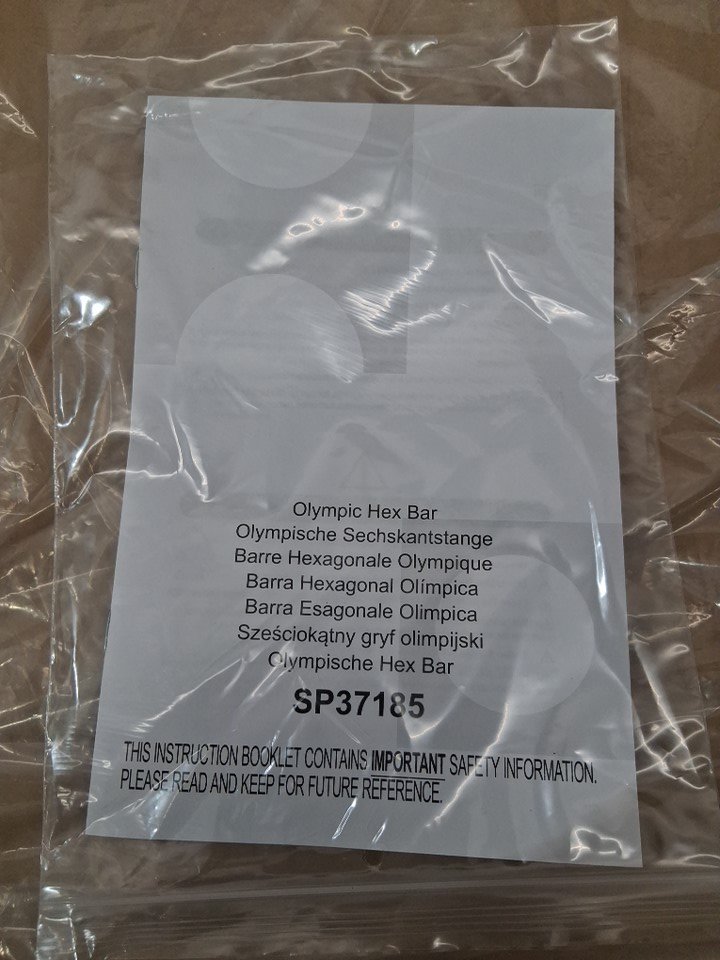 Olympic Hex Bar
Olympische Sechskantstange
Barre Hexagonale Olympique
Barra Hexagonal Olímpica
Barra Esagonale Olimpica
Sześciokątny gryf olimpijski
Olympische Hex Bar
SP37185
THIS INSTRUCTION BOOKLET CONTAINS IMPORTANT SAFETY INFORMATION.
PLEASE READ AND KEEP FOR FUTURE REFERENCE.